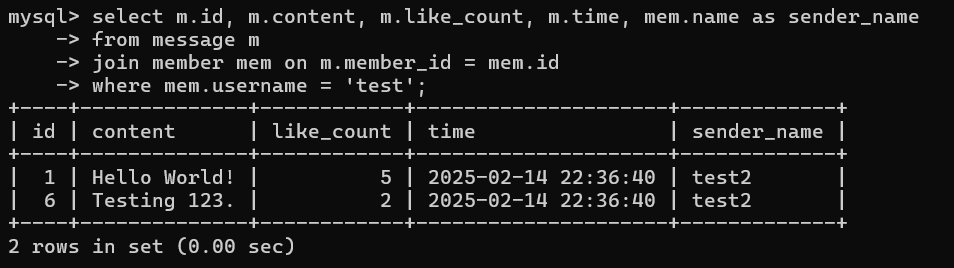 mysql> select m.id, m.content, m.like_count, m.time, mem.name as sender_name
    -> from message m
    -> join member mem on m.member_id = mem.id
    -> where mem.username = 'test';
+----+--------------+------------+---------------------+-------------+
| id | content      | like_count | time                | sender_name |
+----+--------------+------------+---------------------+-------------+
|  1 | Hello World! |          5 | 2025-02-14 22:36:40 | test2       |
|  6 | Testing 123. |          2 | 2025-02-14 22:36:40 | test2       |
+----+--------------+------------+---------------------+-------------+
2 rows in set (0.00 sec)